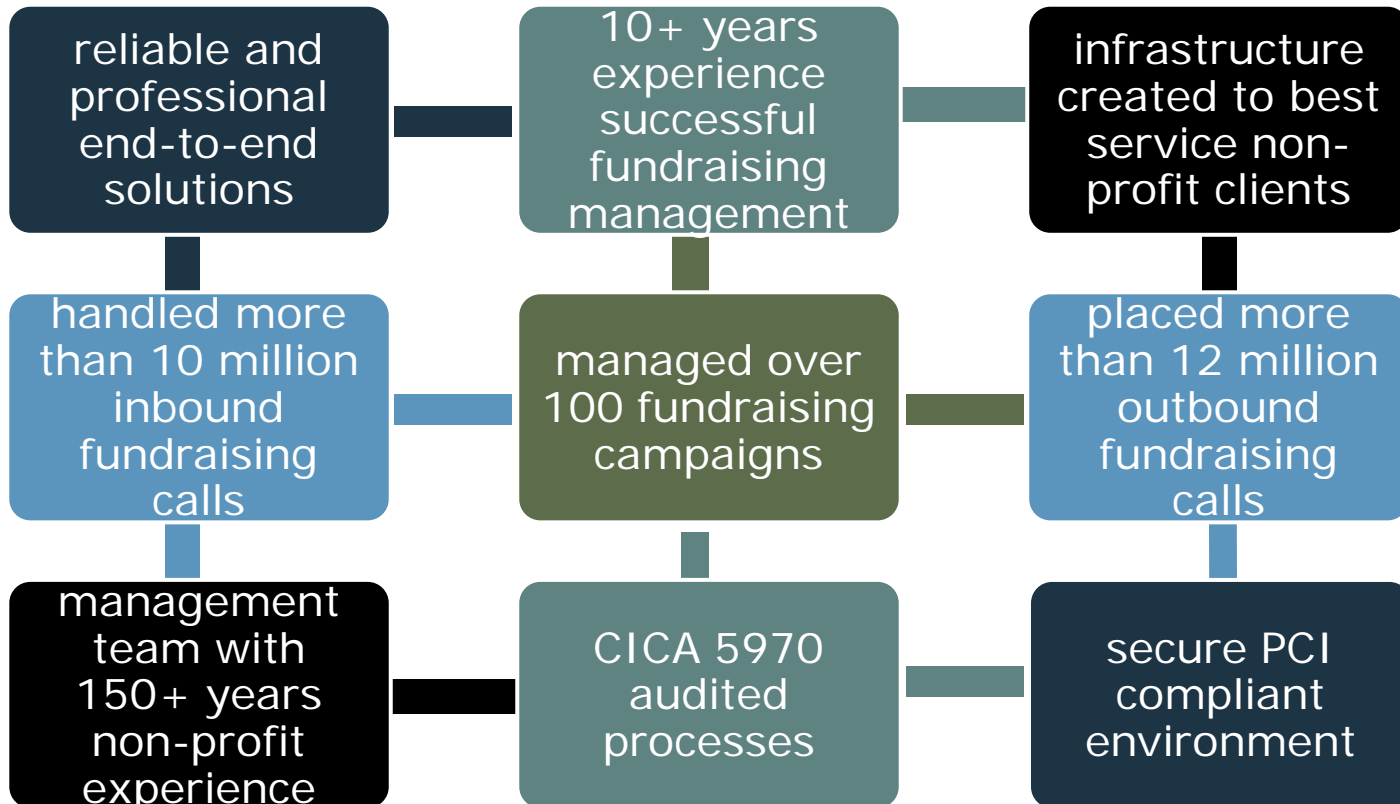 reliable and
professional
end-to-end
solutions
10+ years
experience
successful
fundraising
management
infrastructure
created to best
service non-
profit clients
handled more
than 10 million
inbound
fundraising
calls
managed over
100 fundraising
campaigns
placed more
than 12 million
outbound
fundraising
calls
management
team with
150+ years
non-profit
experience
CICA 5970
audited
processes
secure PCI
compliant
environment